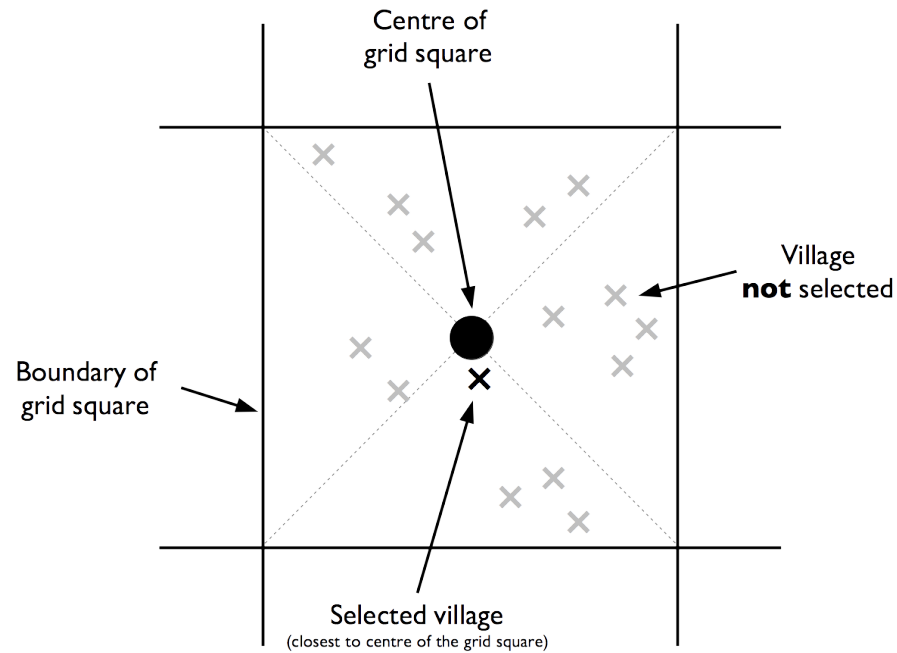 Centre of
grid square
Village
not selected
Boundary of
grid square
Selected village
(closest to centre of the grid square)